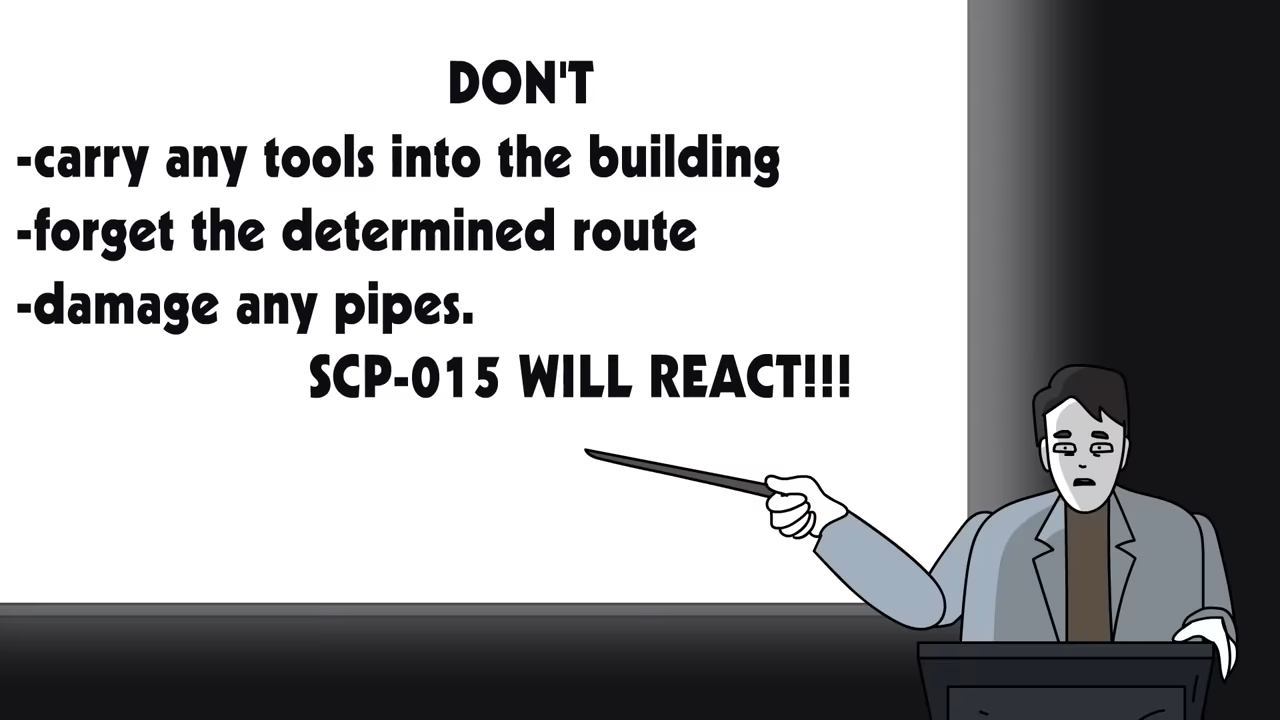 DON'T
-carry any tools into the building
-forget the determined route
-damage any pipes.
SCP-015 WILL REACT!!!